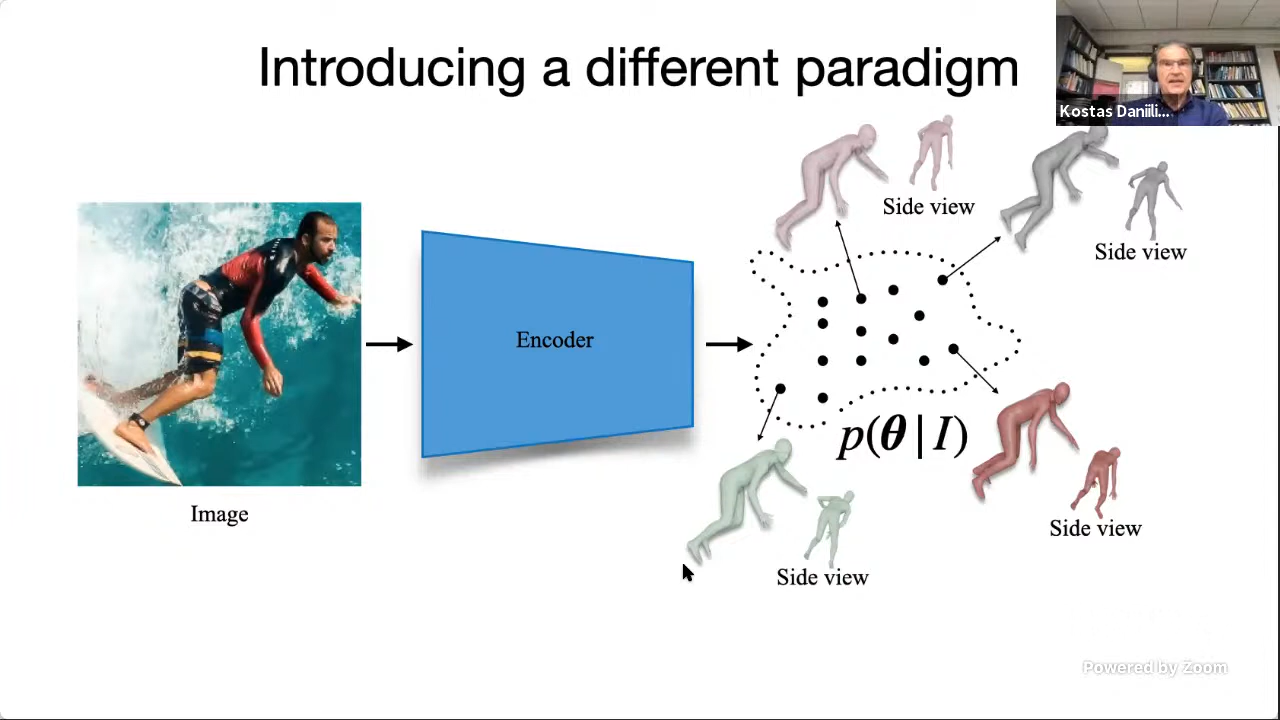 Introducing a different paradigm
Kostas Daniili...
Side view
Side view
Encoder
p(θ|I)
Side view
Image
Side view
Powered by Zoom